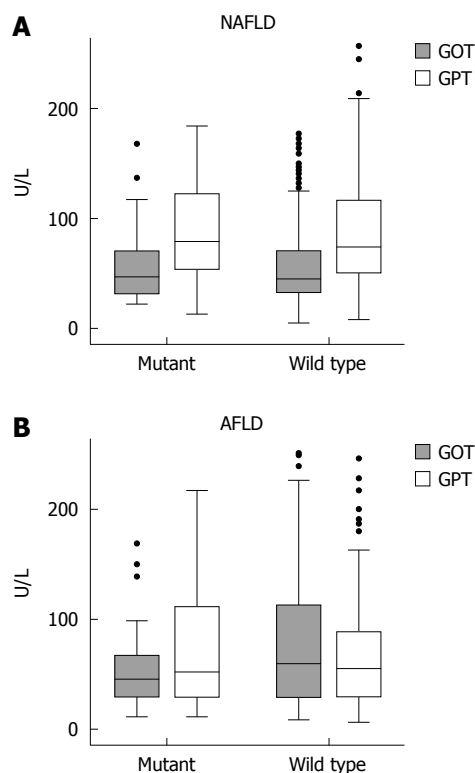 A
NAFLD
GOT
GPT
U/L
200
100
0
Mutant
Wild type
B
AFLD
GOT
GPT
U/L
200
100
0
Mutant
Wild type